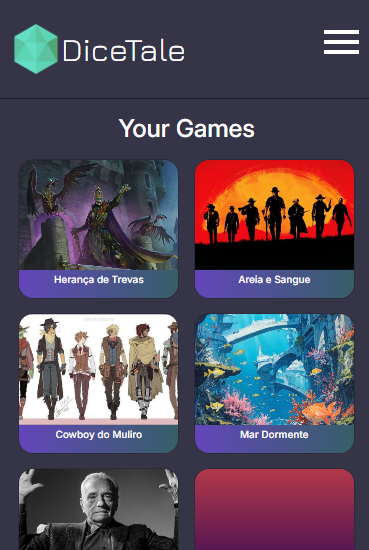 DiceTale
Your Games
Herança de Trevas
Areia e Sangue
Cowboy do Muliro
Mar Dormente